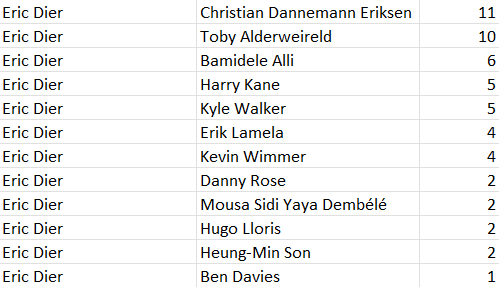 Eric Dier Christian Dannemann Eriksen 11
Eric Dier Toby Alderweireld 10
Eric Dier Bamidele Alli 6
Eric Dier Harry Kane 5
Eric Dier Kyle Walker 5
Eric Dier Erik Lamela 4
Eric Dier Kevin Wimmer 4
Eric Dier Danny Rose 2
Eric Dier Mousa Sidi Yaya Dembélé 2
Eric Dier Hugo Lloris 2
Eric Dier Heung-Min Son 2
Eric Dier Ben Davies 1